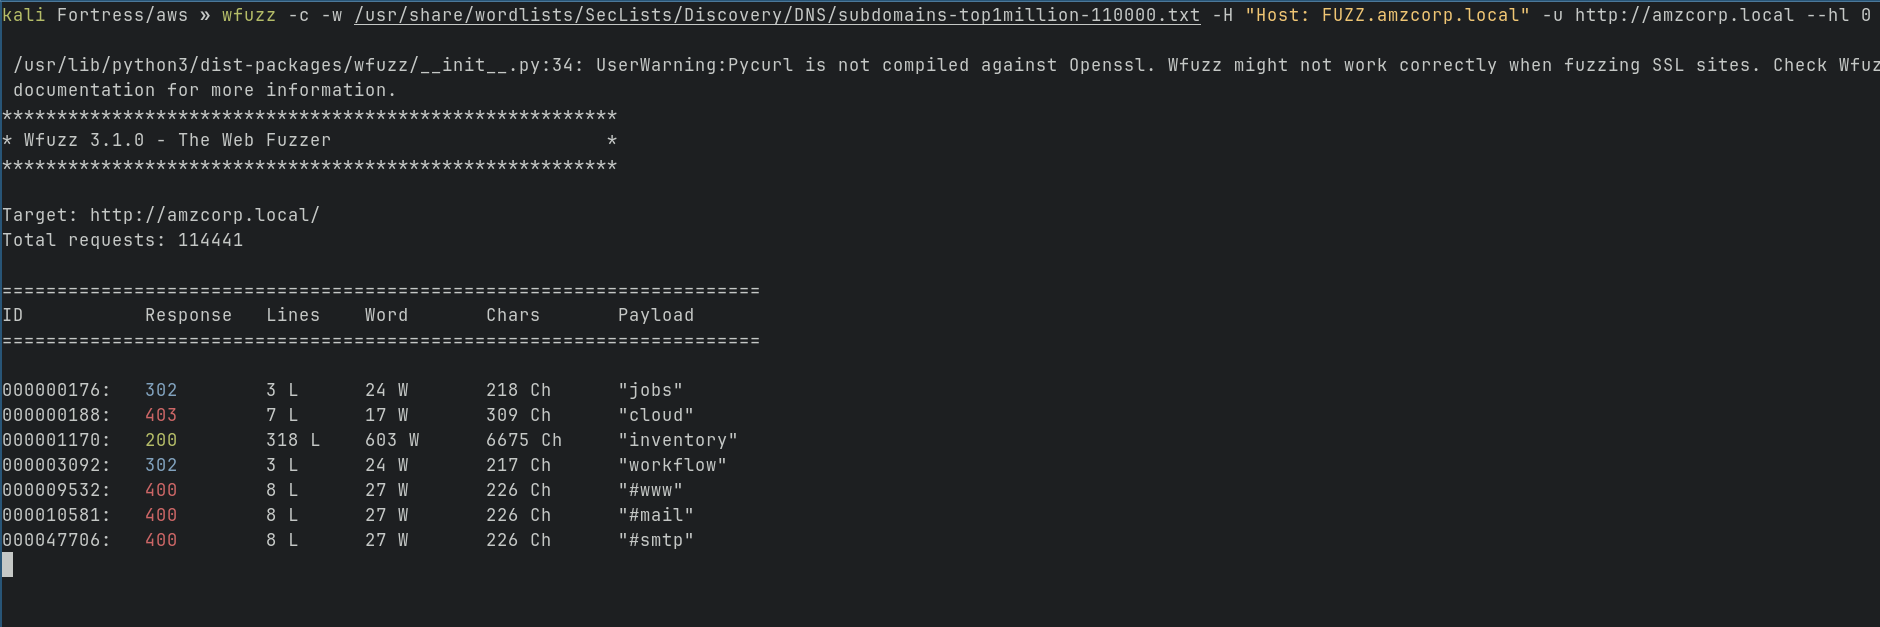 kali Fortress/aws » wfuzz -c -w /usr/share/wordlists/SecLists/Discovery/DNS/subdomains-top1million-110000.txt -H "Host: FUZZ.amzcorp.local" -u http://amzcorp.local --hl 0
/usr/lib/python3/dist-packages/wfuzz/__init__.py:34: UserWarning:Pycurl is not compiled against Openssl. Wfuzz might not work correctly when fuzzing SSL sites. Check Wfuz
documentation for more information.
********************************************************
* Wfuzz 3.1.0 - The Web Fuzzer                         *
********************************************************
Target: http://amzcorp.local/
Total requests: 114441
=====================================================================
ID           Response   Lines    Word       Chars       Payload
=====================================================================
000000176:   302        3 L      24 W       218 Ch      "jobs"
000000188:   403        7 L      17 W       309 Ch      "cloud"
000001170:   200        318 L    603 W      6675 Ch     "inventory"
000003092:   302        3 L      24 W       217 Ch      "workflow"
000009532:   400        8 L      27 W       226 Ch      "#www"
000010581:   400        8 L      27 W       226 Ch      "#mail"
000047706:   400        8 L      27 W       226 Ch      "#smtp"